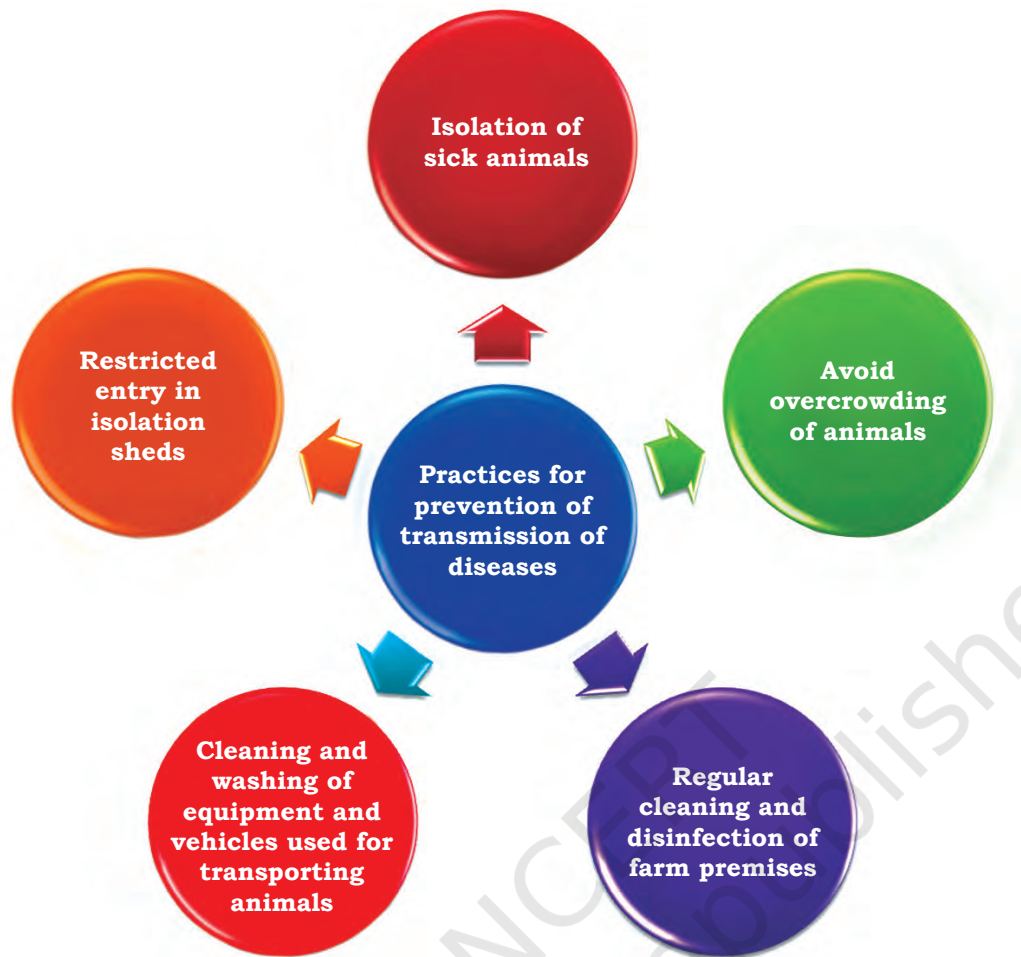 Isolation of
sick animals
Restricted
entry in
isolation
sheds
Avoid
overcrowding
of animals
Practices for
prevention of
transmission of
diseases
Cleaning and
washing of
equipment and
vehicles used for
transporting
animals
Regular
cleaning and
disinfection of
farm premises
NCERT